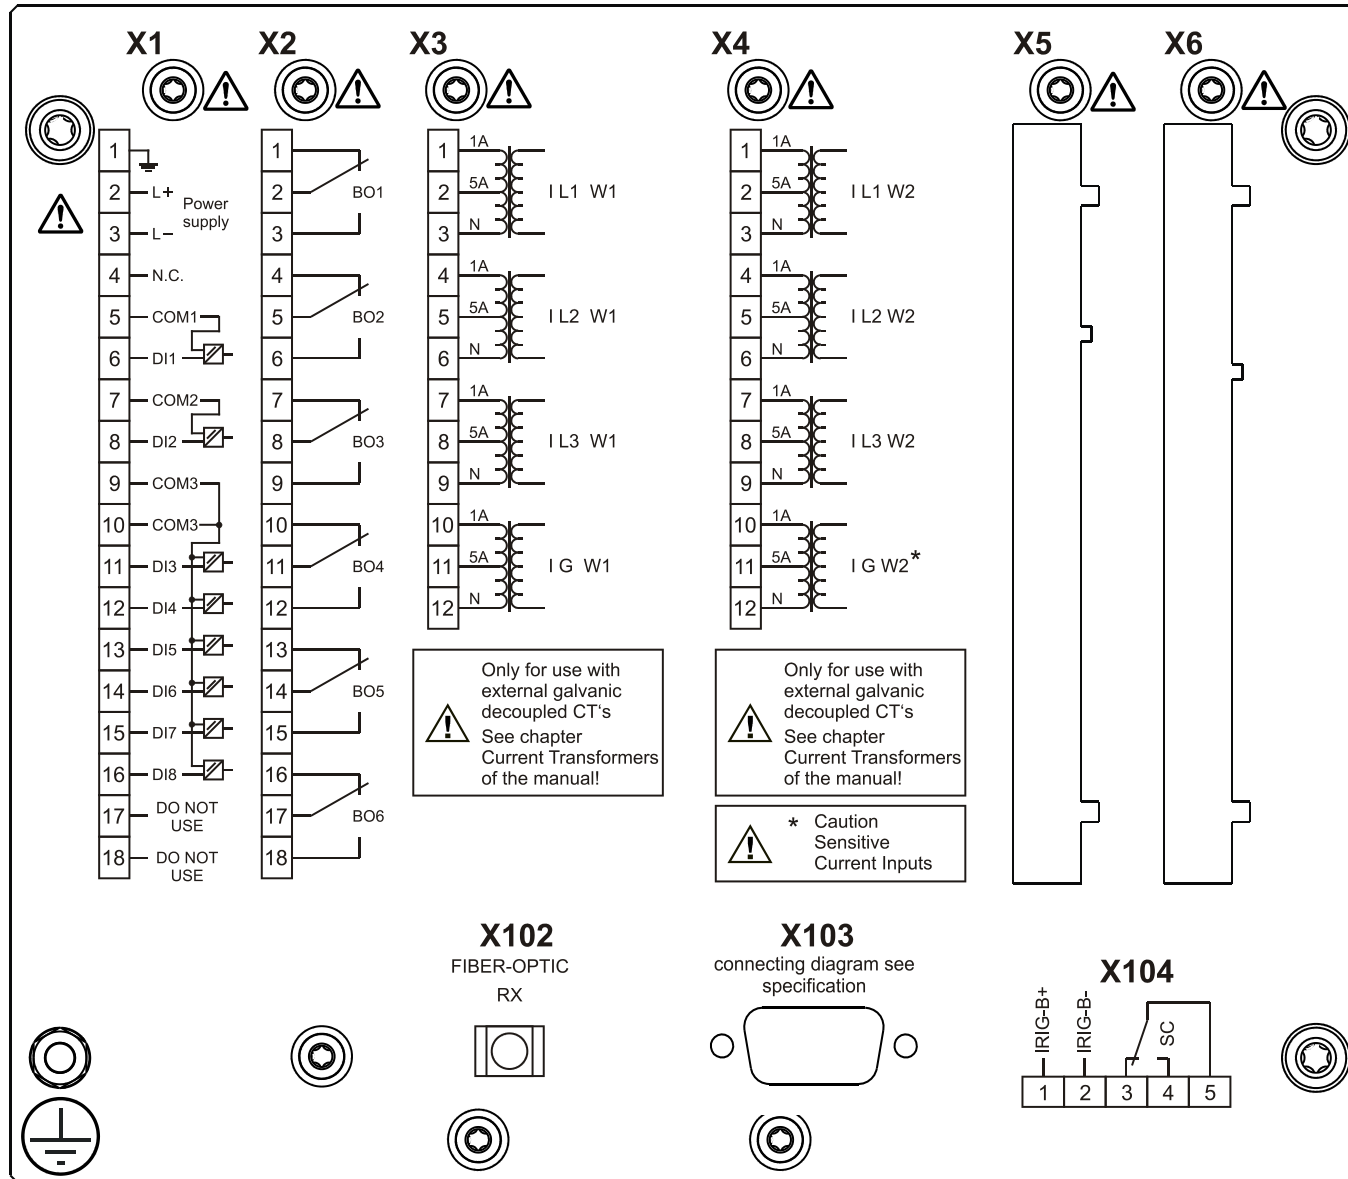 X1
X2
X3
X4
X5
X6
1
2 L+
3 L-
Power
supply
4 N.C.
5 COM1
6 DI1
7 COM2
8 DI2
9 COM3
10 COM3
11 DI3
12 DI4
13 DI5
14 DI6
15 DI7
16 DI8
17 DO NOT
USE
18 DO NOT
USE
1
2 BO1
3
4
5 BO2
6
7
8 BO3
9
10
11 BO4
12
13
14 BO5
15
16
17 BO6
18
1 1A
2 5A I L1 W1
3 N
4 1A
5 5A I L2 W1
6 N
7 1A
8 5A I L3 W1
9 N
10 1A
11 5A I G W1
12 N
Only for use with
external galvanic
decoupled CT's
See chapter
Current Transformers
of the manual!
1 1A
2 5A I L1 W2
3 N
4 1A
5 5A I L2 W2
6 N
7 1A
8 5A I L3 W2
9 N
10 1A
11 5A I G W2*
12 N
Only for use with
external galvanic
decoupled CT's
See chapter
Current Transformers
of the manual!
* Caution
Sensitive
Current Inputs
X102
FIBER-OPTIC
RX
X103
connecting diagram see
specification
X104
IRIG-B+
IRIG-B-
SC
1 2 3 4 5